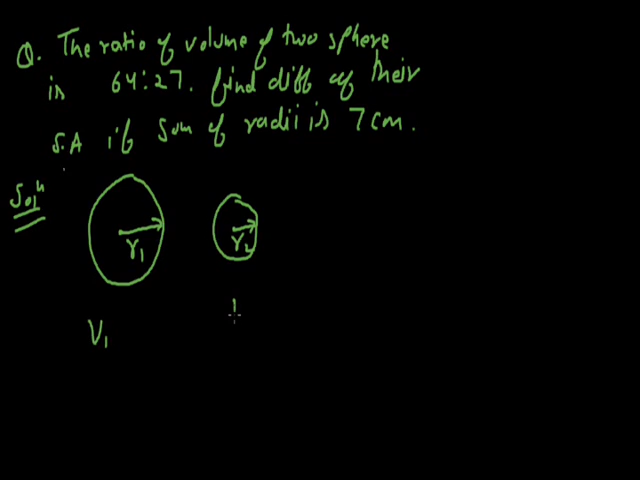 Q. The ratio of volume of two sphere
is 64:27. find diff of their
S.A if sum of radii is 7cm.
Solⁿ
r₁ r₂
V₁